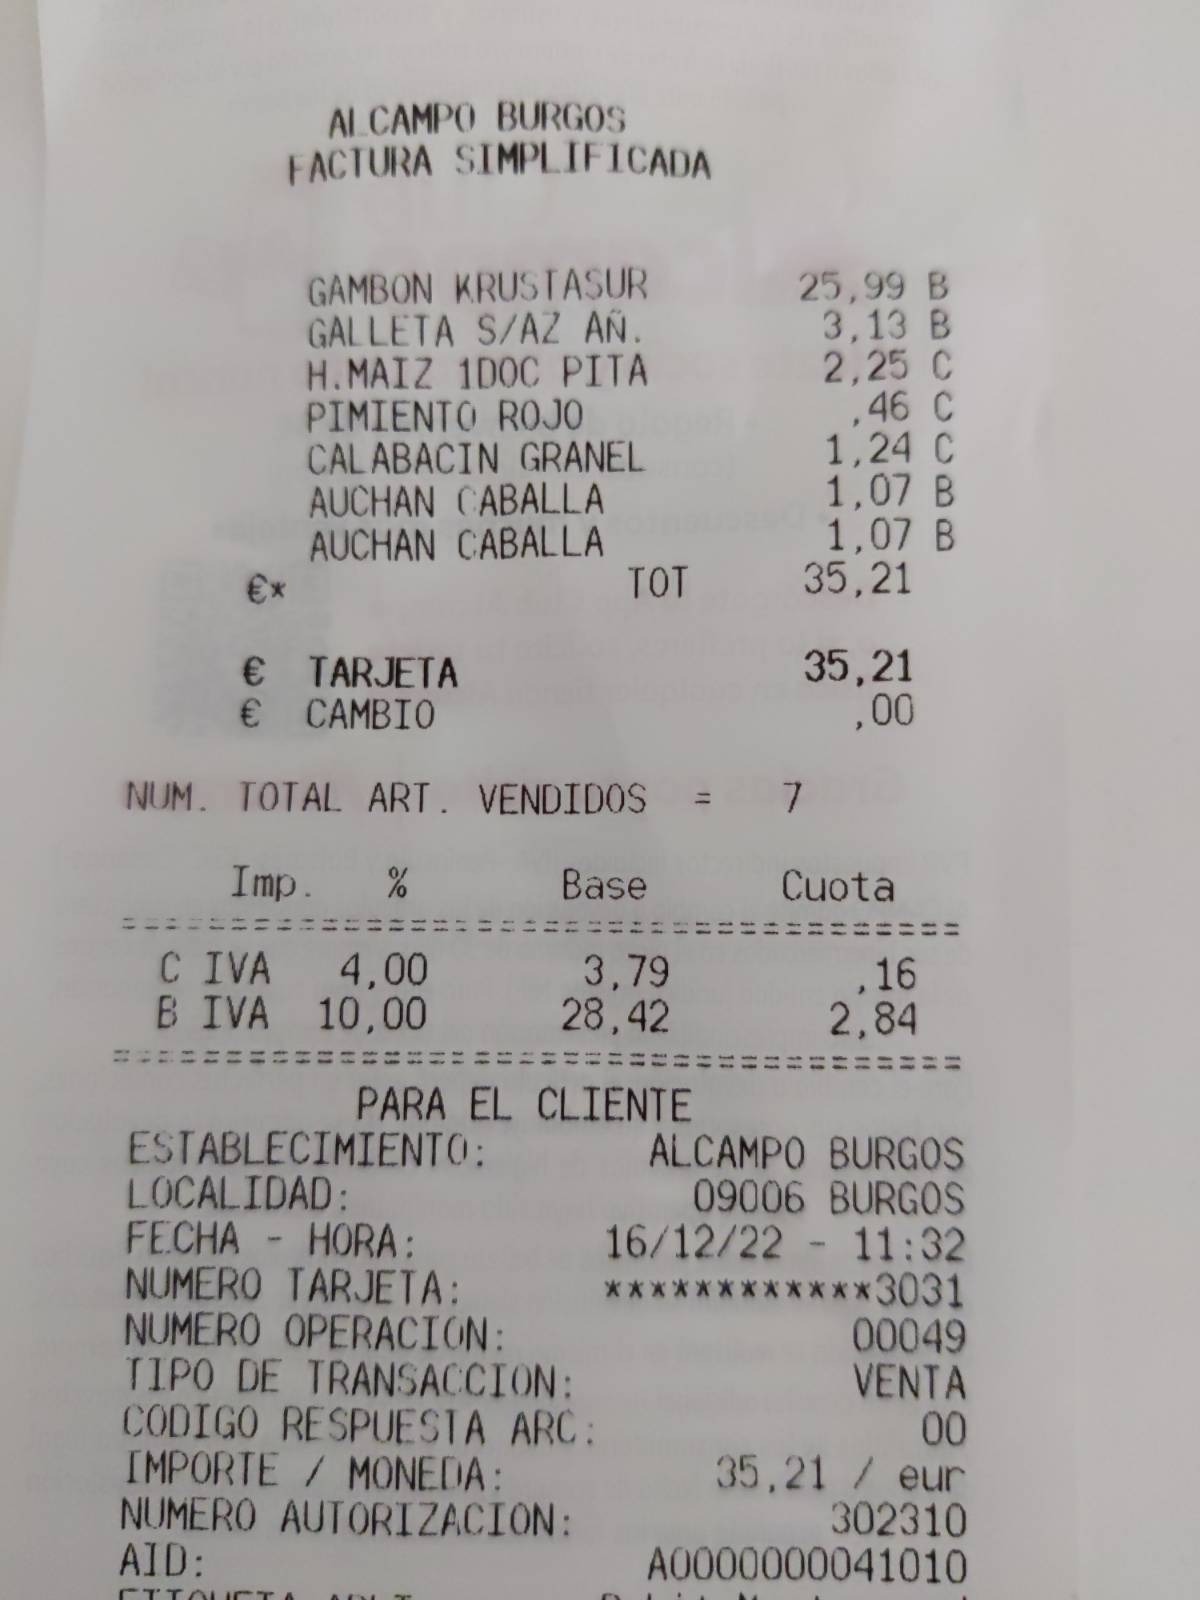 ALCAMPO BURGOS
FACTURA SIMPLIFICADA
GAMBON KRUSTASUR 25,99 B
GALLETA S/AZ AÑ. 3,13 B
H.MAIZ 1DOC PITA 2,25 C
PIMIENTO ROJO ,46 C
CALABACIN GRANEL 1,24 C
AUCHAN CABALLA 1,07 B
AUCHAN CABALLA 1,07 B
€* TOT 35,21
€ TARJETA 35,21
€ CAMBIO ,00
NUM. TOTAL ART. VENDIDOS = 7
Imp. % Base Cuota
C IVA 4,00 3,79 ,16
B IVA 10,00 28,42 2,84
PARA EL CLIENTE
ESTABLECIMIENTO: ALCAMPO BURGOS
LOCALIDAD: 09006 BURGOS
FECHA - HORA: 16/12/22 - 11:32
NUMERO TARJETA: ************3031
NUMERO OPERACION: 00049
TIPO DE TRANSACCION: VENTA
CODIGO RESPUESTA ARC: 00
IMPORTE / MONEDA: 35,21 / eur
NUMERO AUTORIZACION: 302310
AID: A0000000041010